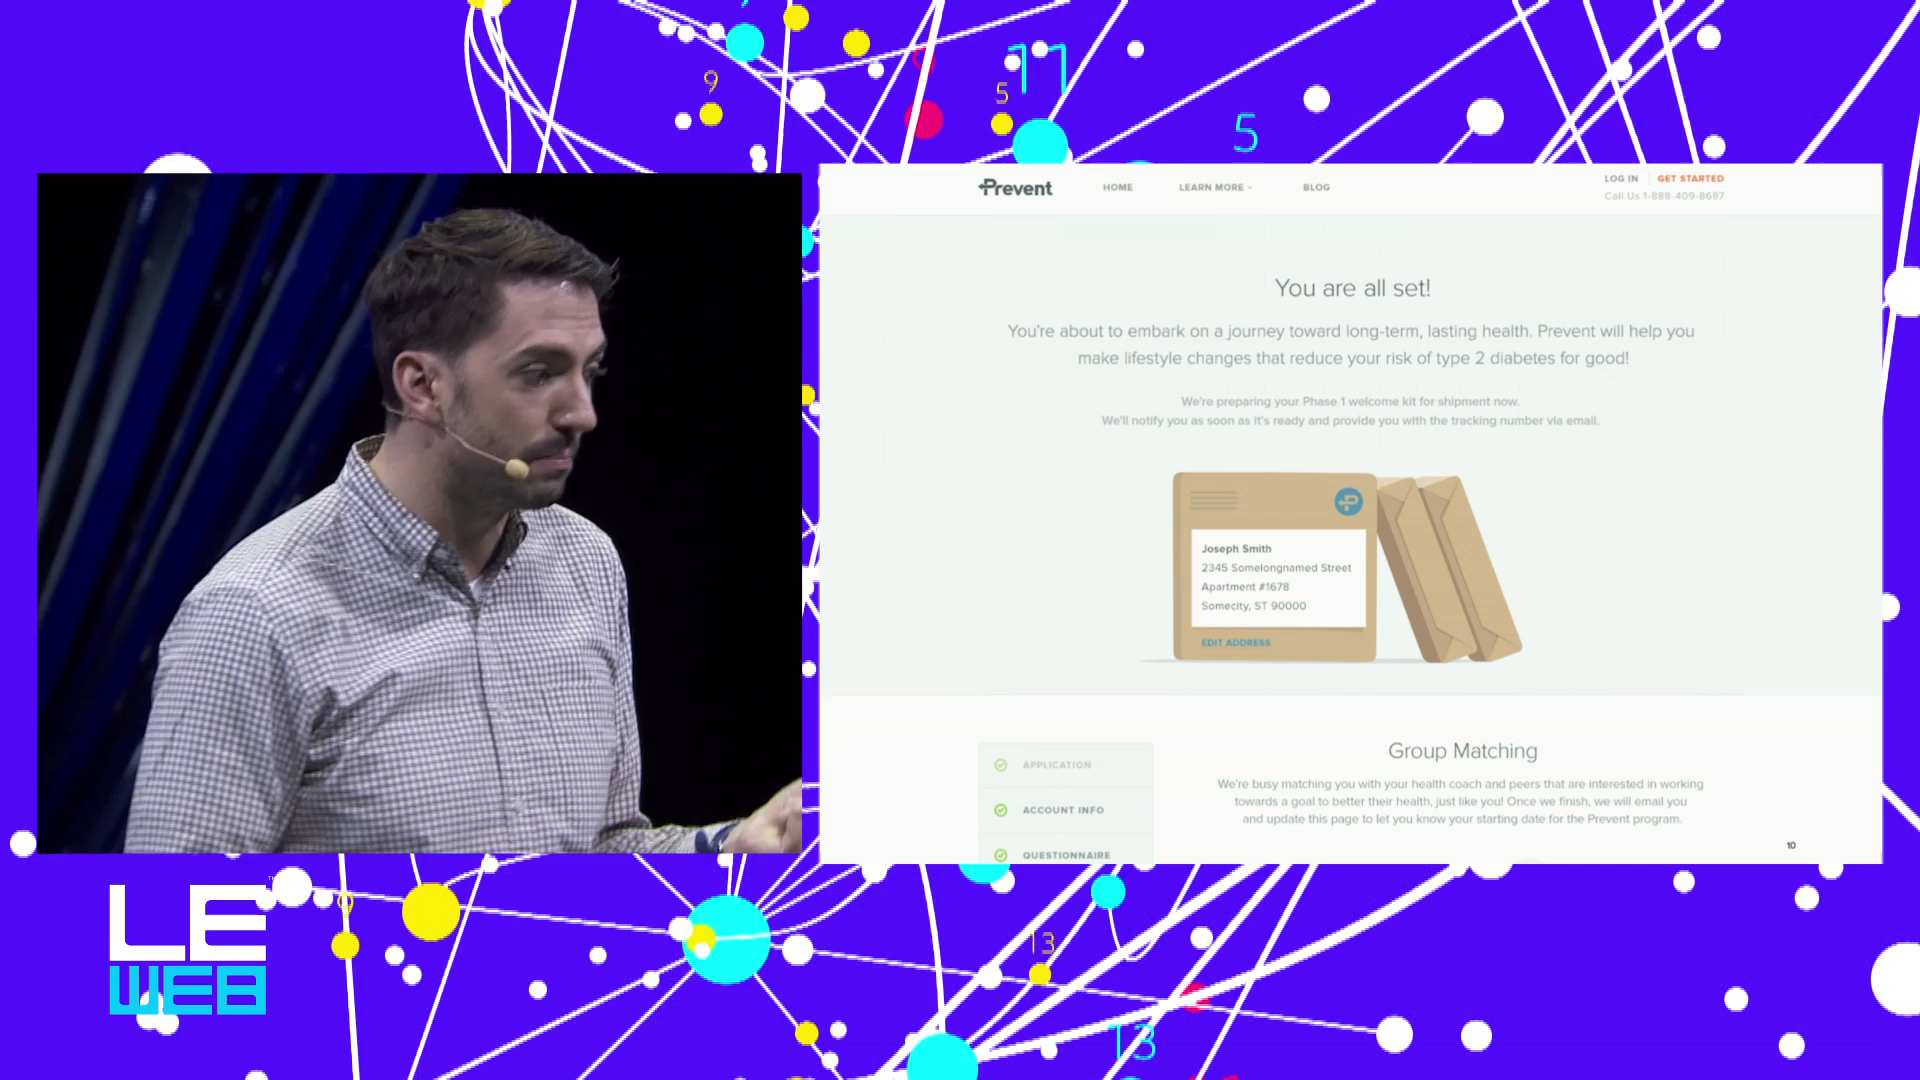 9
5
11
5
Prevent
HOME
LEARN MORE
BLOG
LOG IN
GET STARTED
Call Us 1-888-409-8687
You are all set!
You're about to embark on a journey toward long-term, lasting health. Prevent will help you
make lifestyle changes that reduce your risk of type 2 diabetes for good!
We're preparing your Phase 1 welcome kit for shipment now.
We'll notify you as soon as it's ready and provide you with the tracking number via email.
P
Joseph Smith
2345 Somelongnamed Street
Apartment #1678
Somecity, ST 90000
EDIT ADDRESS
APPLICATION
ACCOUNT INFO
QUESTIONNAIRE
Group Matching
We're busy matching you with your health coach and peers that are interested in working
towards a goal to better their health, just like you! Once we finish, we will email you
and update this page to let you know your starting date for the Prevent program.
10
LE
WEB
9
13
13